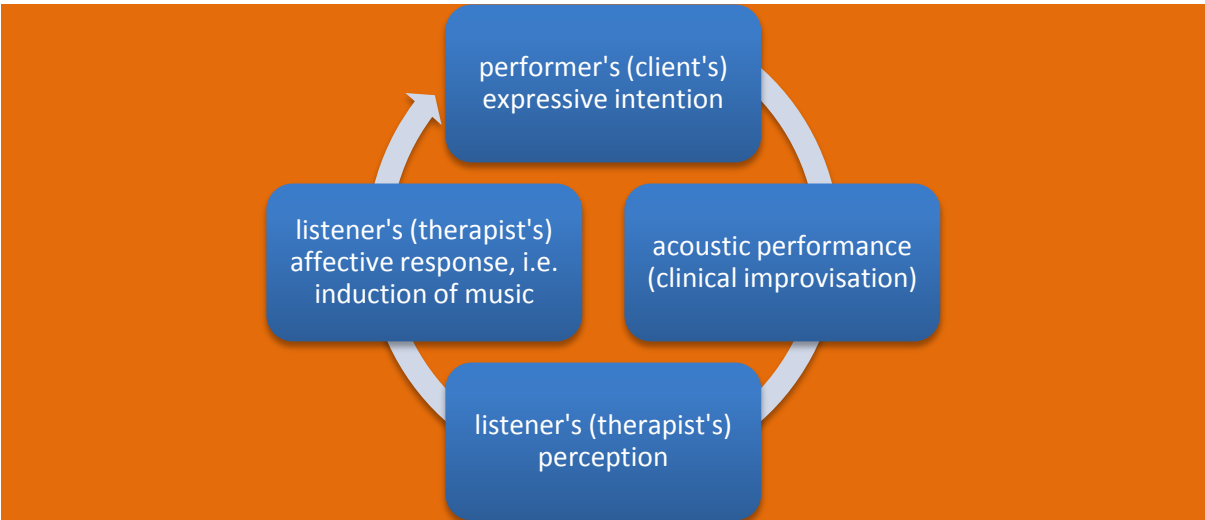 performer's (client's)
expressive intention
acoustic performance
(clinical improvisation)
listener's (therapist's)
perception
listener's (therapist's)
affective response, i.e.
induction of music